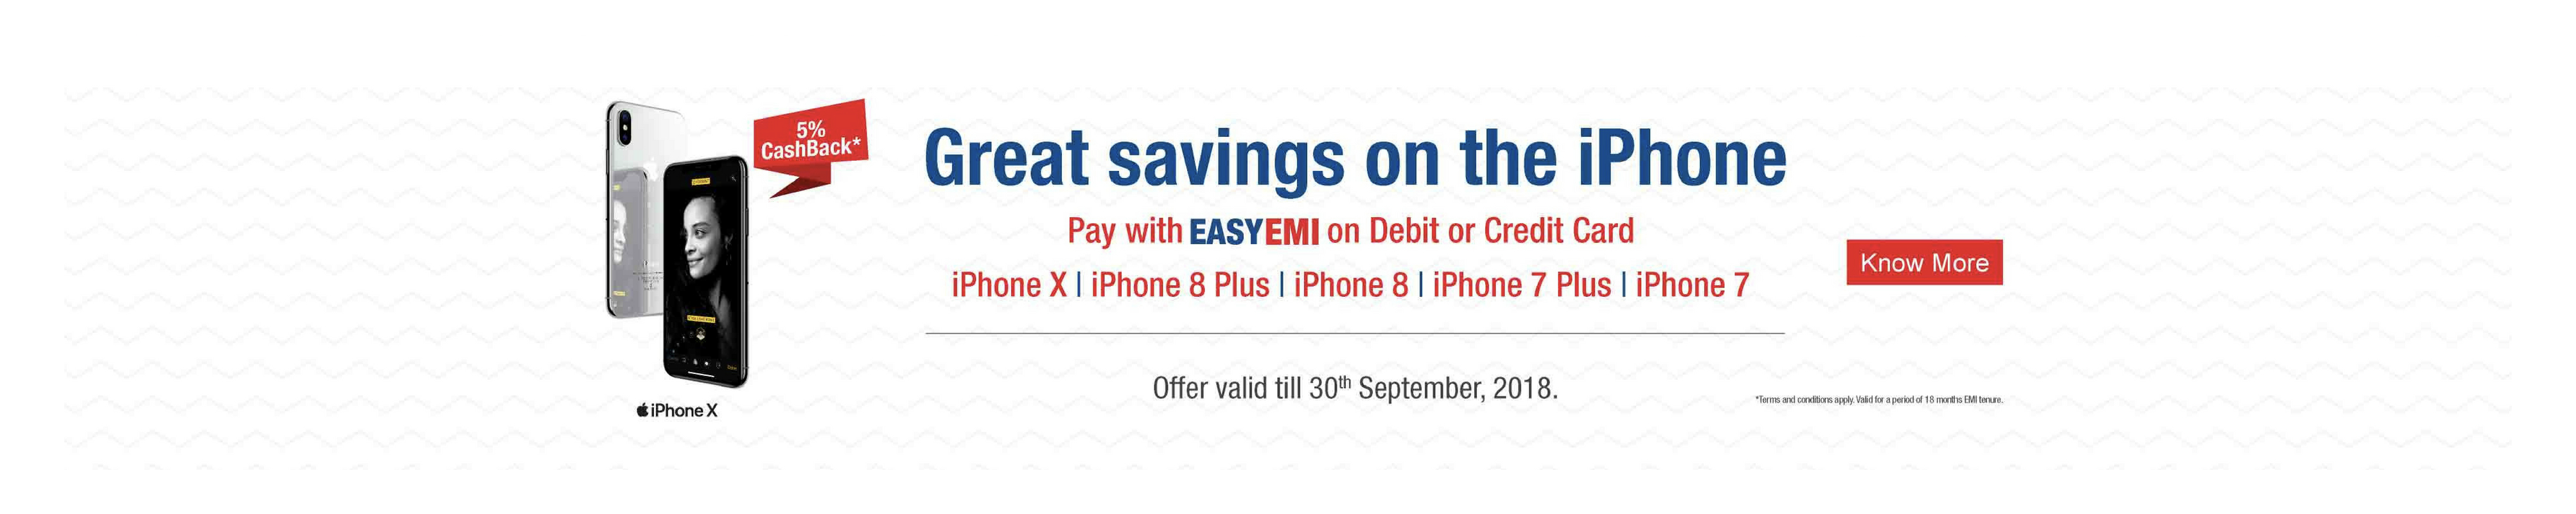 5%
CashBack*
Great savings on the iPhone
Pay with EASYEMI on Debit or Credit Card
iPhone X | iPhone 8 Plus | iPhone 8 | iPhone 7 Plus | iPhone 7
Know More
Offer valid till 30th September, 2018.
*Terms and conditions apply. Valid for a period of 18 months EMI tenure.
iPhone X